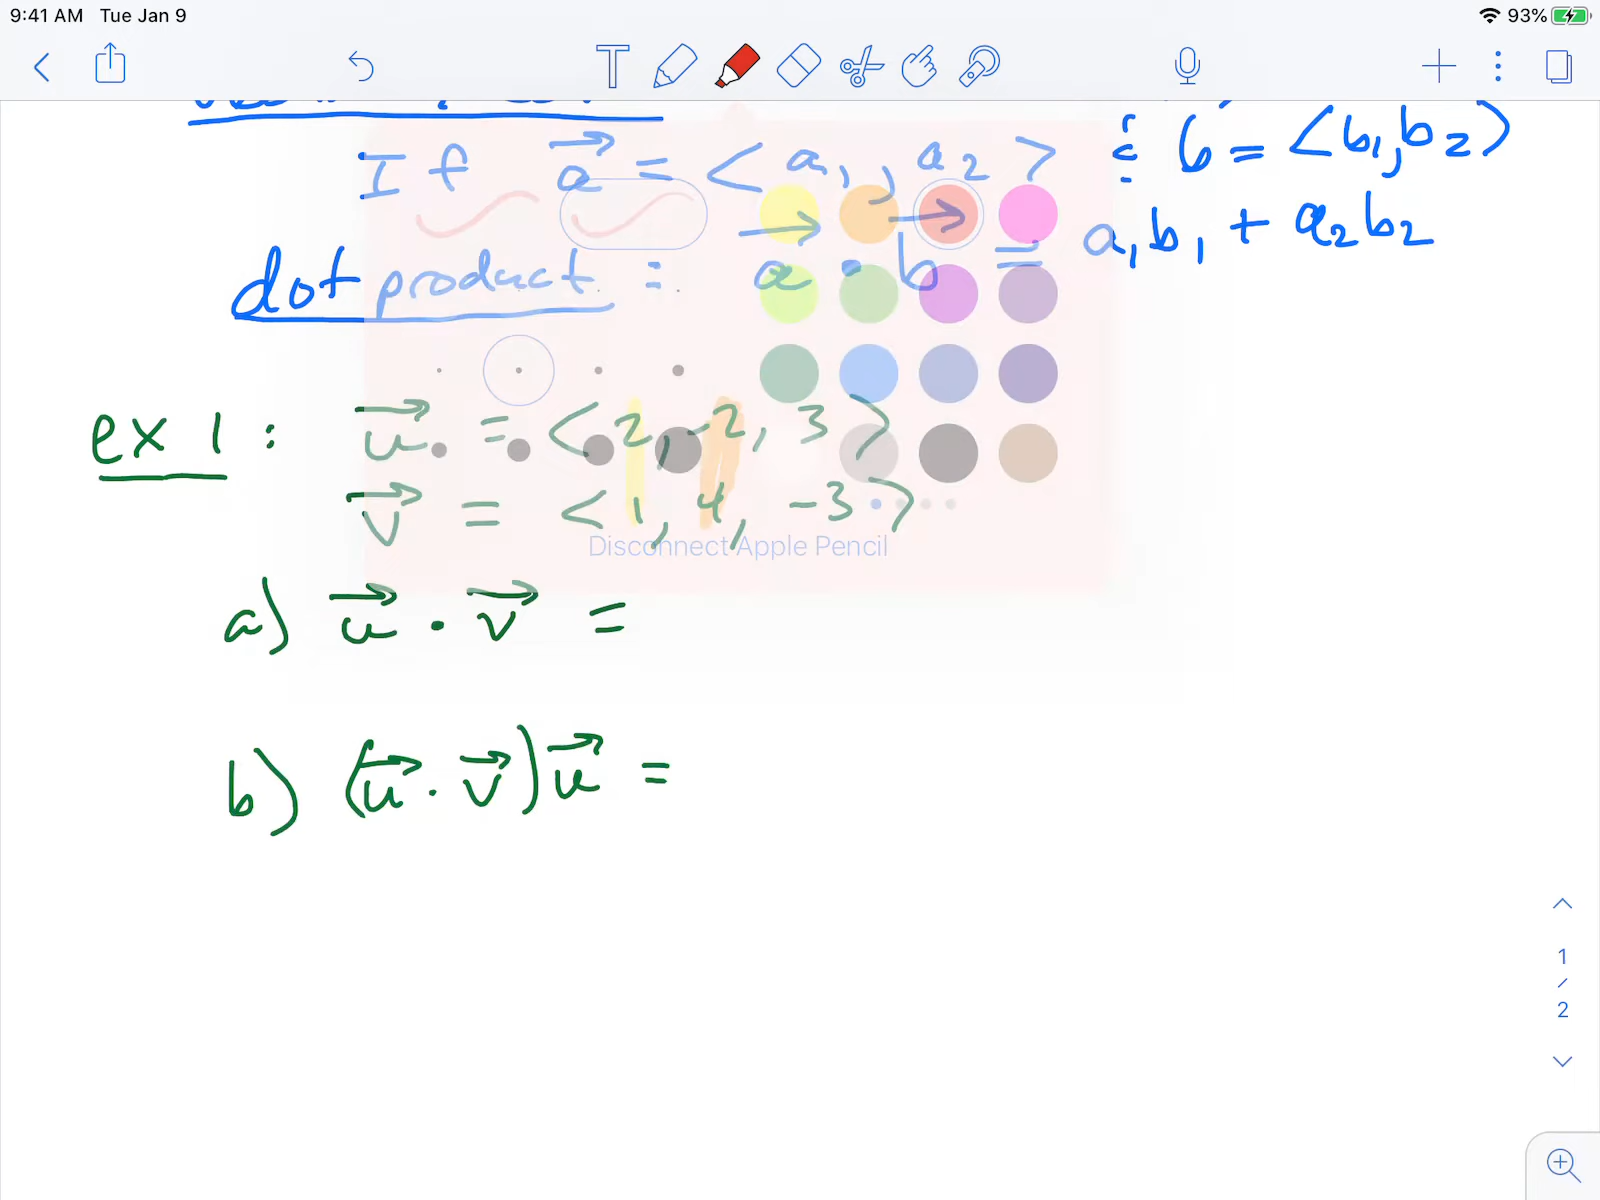 9:41 AM Tue Jan 9 93%
If a⃗ = <a₁, a₂> & b = <b₁, b₂>
dot product : a⃗ · b⃗ = a₁b₁ + a₂b₂
ex 1 : u⃗ = <2, -2, 3>
v⃗ = <1, 4, -3>
Disconnect Apple Pencil
a) u⃗ · v⃗ =
b) (u⃗ · v⃗)u⃗ =
1
/
2